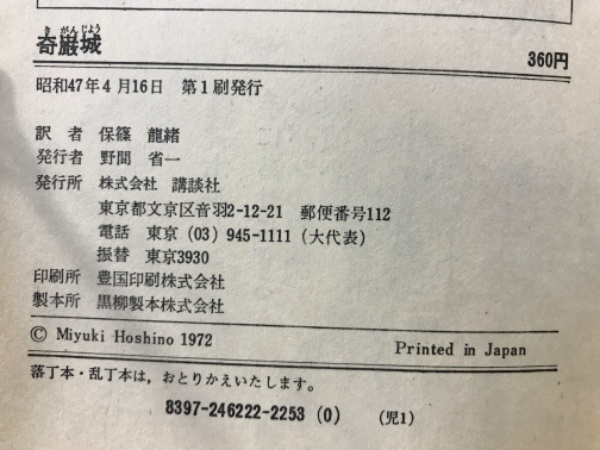 き がんじょう
奇巌城
360円
昭和47年4月16日 第1刷発行
訳者 保篠 龍緒
発行者 野間 省一
発行所 株式会社 講談社
東京都文京区音羽2-12-21 郵便番号112
電話 東京 (03) 945-1111 (大代表)
振替 東京3930
印刷所 豊国印刷株式会社
製本所 黒柳製本株式会社
© Miyuki Hoshino 1972
Printed in Japan
落丁本・乱丁本は，おとりかえいたします。
8397-246222-2253 (0) (児1)